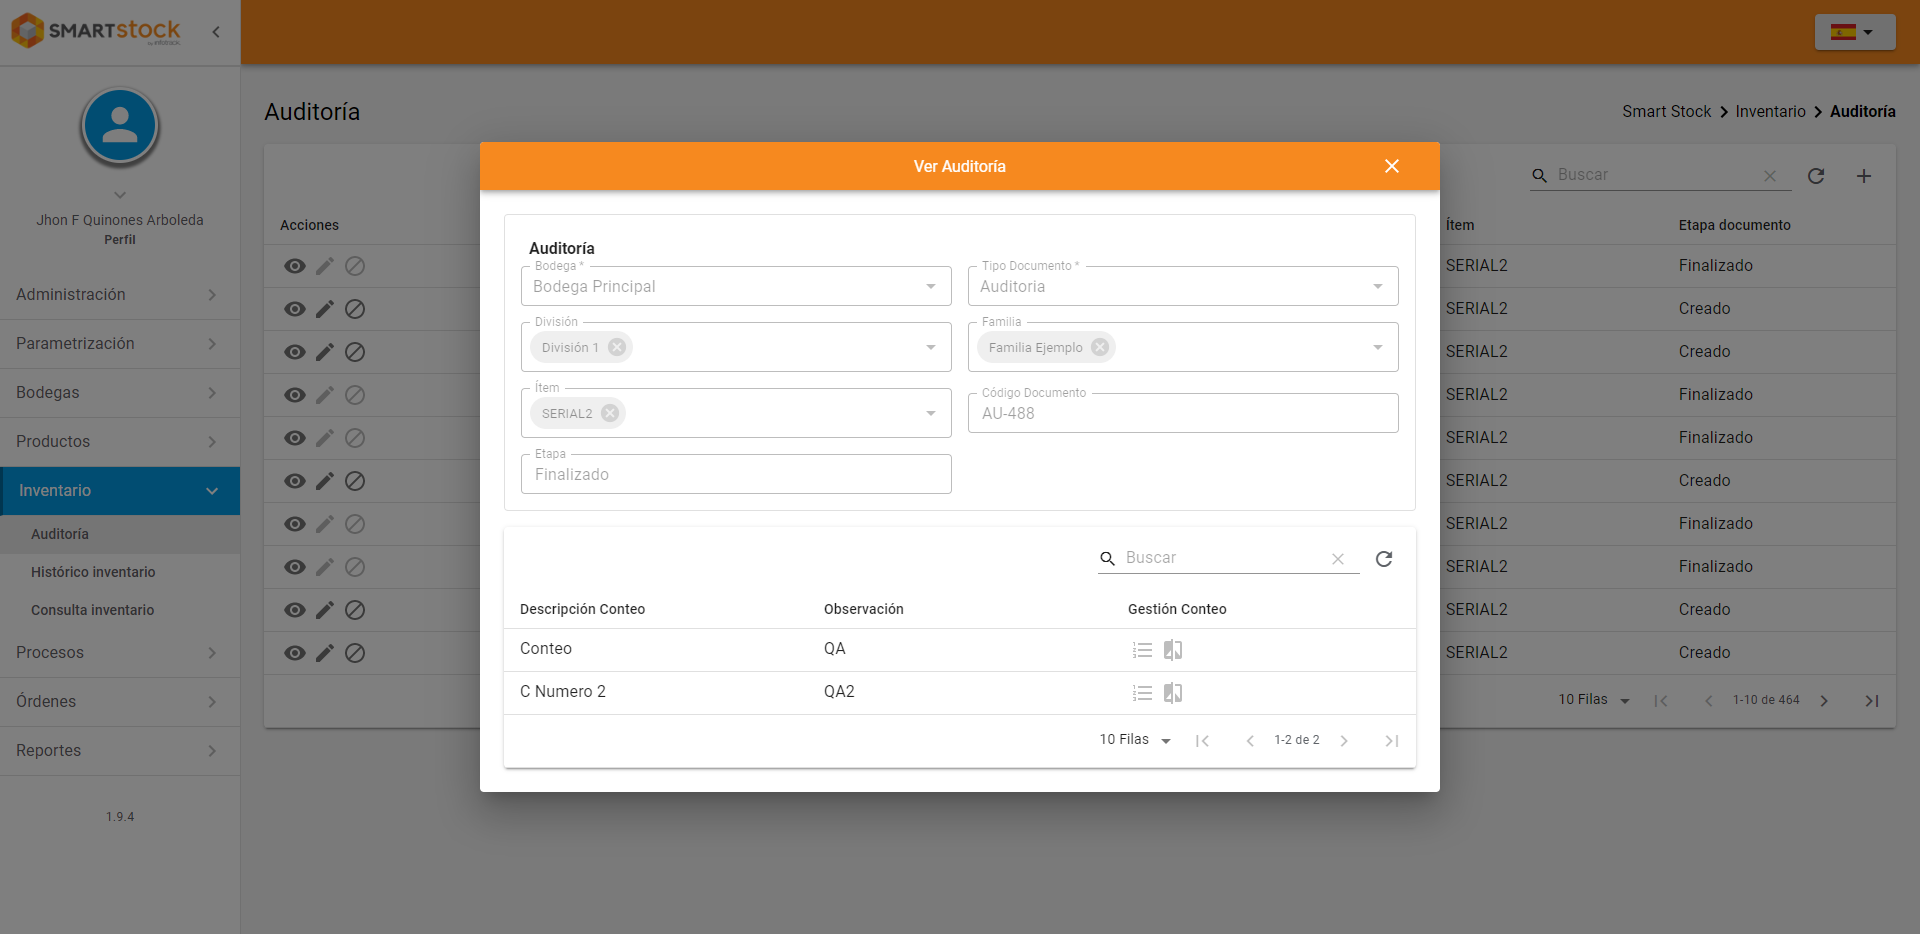 SMARTstock
by infotrack
Jhon F Quinones Arboleda
Perfil
Administración
Parametrización
Bodegas
Productos
Inventario
Auditoría
Histórico inventario
Consulta inventario
Procesos
Órdenes
Reportes
1.9.4
Auditoría
Smart Stock Inventario Auditoría
Buscar
Acciones
Ítem Etapa documento
SERIAL2 Finalizado
SERIAL2 Creado
SERIAL2 Creado
SERIAL2 Finalizado
SERIAL2 Finalizado
SERIAL2 Creado
SERIAL2 Finalizado
SERIAL2 Finalizado
SERIAL2 Creado
SERIAL2 Creado
10 Filas 1-10 de 464
Ver Auditoría
Auditoría
Bodega * Tipo Documento *
Bodega Principal Auditoria
División Familia
División 1 Familia Ejemplo
Ítem Código Documento
SERIAL2 AU-488
Etapa
Finalizado
Buscar
Descripción Conteo Observación Gestión Conteo
Conteo QA
C Numero 2 QA2
10 Filas 1-2 de 2